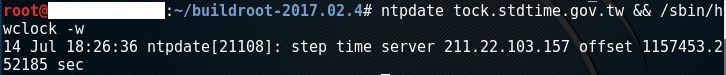 root@:~/buildroot-2017.02.4# ntpdate tock.stdtime.gov.tw && /sbin/h
wclock -w
14 Jul 18:26:36 ntpdate[21108]: step time server 211.22.103.157 offset 1157453.2
52185 sec